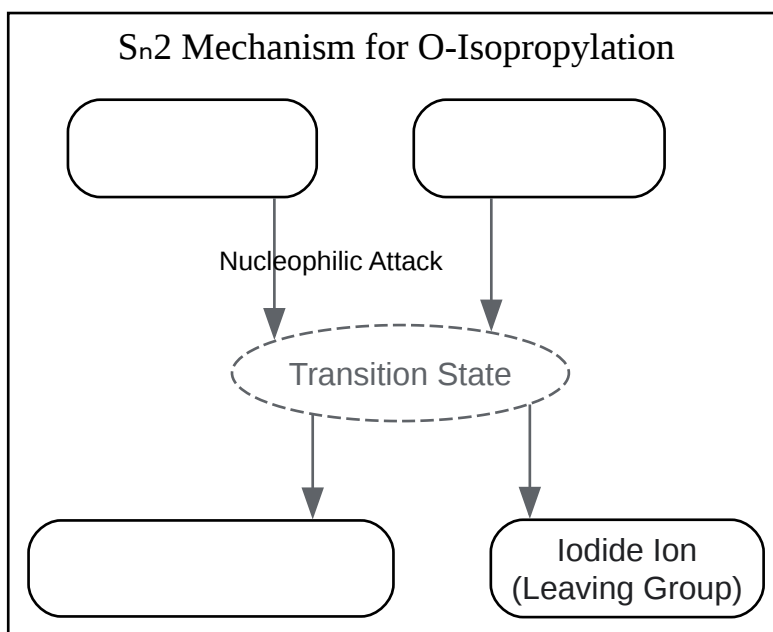 Sₙ2 Mechanism for O-Isopropylation
Nucleophilic Attack
Transition State
Iodide Ion
(Leaving Group)